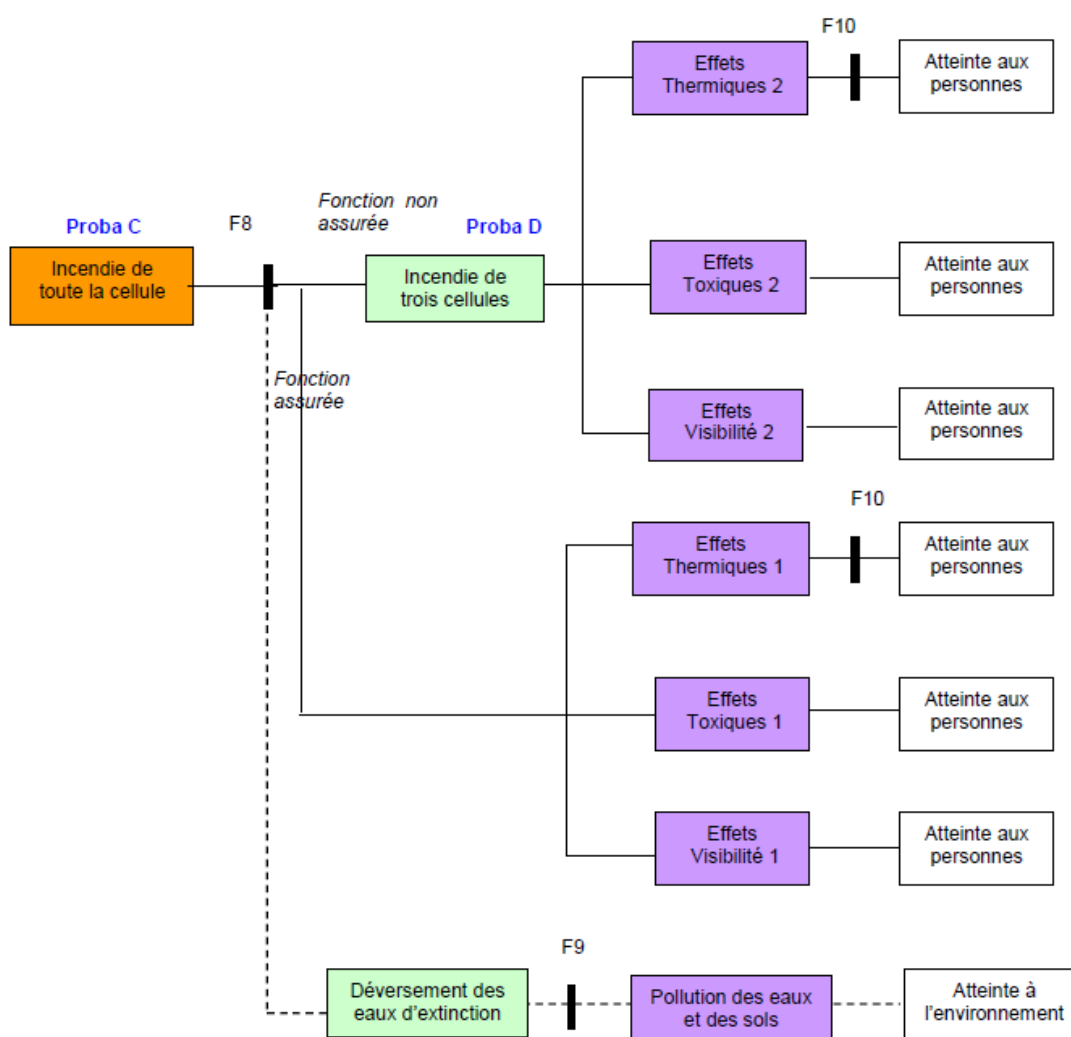 F10
Effets
Thermiques 2
Atteinte aux
personnes
Fonction non
assurée
Proba C
F8
Proba D
Incendie de
toute la cellule
Incendie de
trois cellules
Effets
Toxiques 2
Atteinte aux
personnes
Fonction
assurée
Effets
Visibilité 2
Atteinte aux
personnes
F10
Effets
Thermiques 1
Atteinte aux
personnes
Effets
Toxiques 1
Atteinte aux
personnes
Effets
Visibilité 1
Atteinte aux
personnes
F9
Déversement des
eaux d'extinction
Pollution des eaux
et des sols
Atteinte à
l'environnement